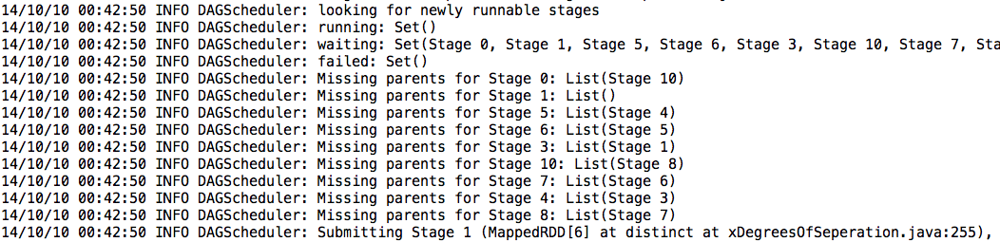 14/10/10 00:42:50 INFO DAGScheduler: looking for newly runnable stages
14/10/10 00:42:50 INFO DAGScheduler: running: Set()
14/10/10 00:42:50 INFO DAGScheduler: waiting: Set(Stage 0, Stage 1, Stage 5, Stage 6, Stage 3, Stage 10, Stage 7, Sta
14/10/10 00:42:50 INFO DAGScheduler: failed: Set()
14/10/10 00:42:50 INFO DAGScheduler: Missing parents for Stage 0: List(Stage 10)
14/10/10 00:42:50 INFO DAGScheduler: Missing parents for Stage 1: List()
14/10/10 00:42:50 INFO DAGScheduler: Missing parents for Stage 5: List(Stage 4)
14/10/10 00:42:50 INFO DAGScheduler: Missing parents for Stage 6: List(Stage 5)
14/10/10 00:42:50 INFO DAGScheduler: Missing parents for Stage 3: List(Stage 1)
14/10/10 00:42:50 INFO DAGScheduler: Missing parents for Stage 10: List(Stage 8)
14/10/10 00:42:50 INFO DAGScheduler: Missing parents for Stage 7: List(Stage 6)
14/10/10 00:42:50 INFO DAGScheduler: Missing parents for Stage 4: List(Stage 3)
14/10/10 00:42:50 INFO DAGScheduler: Missing parents for Stage 8: List(Stage 7)
14/10/10 00:42:50 INFO DAGScheduler: Submitting Stage 1 (MappedRDD[6] at distinct at xDegreesOfSeperation.java:255),